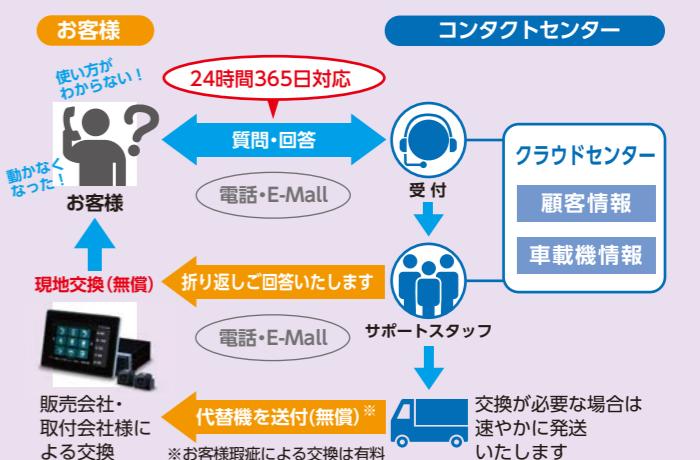 お客様
コンタクトセンター
使い方が
わからない！
24時間365日対応
質問・回答
電話・E-Mall
動かなく
なった！
お客様
受 付
クラウドセンター
顧客情報
車載機情報
現地交換（無償）
折り返しご回答いたします
電話・E-Mall
サポートスタッフ
販売会社・
取付会社様に
よる交換
代替機を送付(無償)※
※お客様瑕疵による交換は有料
交換が必要な場合は
速やかに発送
いたします